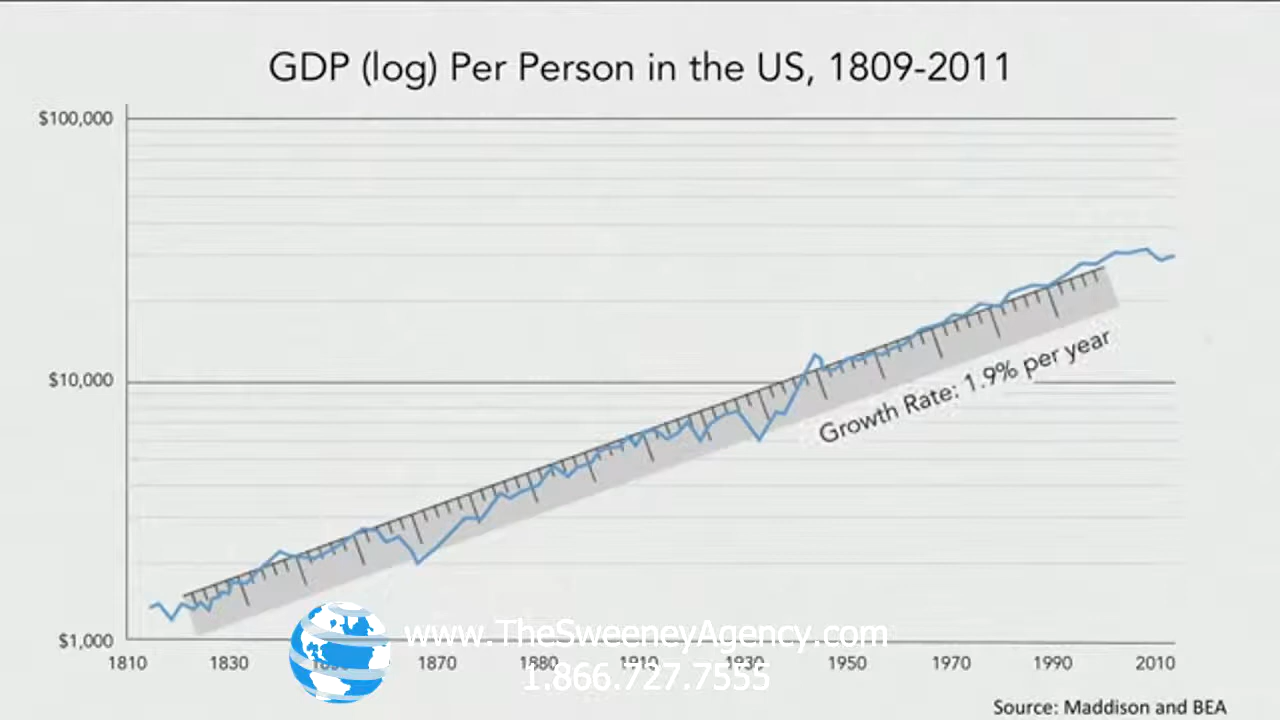 GDP (log) Per Person in the US, 1809-2011
$100,000
$10,000
Growth Rate: 1.9% per year
$1,000
www.TheSweeneyAgency.com
1810 1830 1850 1870 1880 1910 1930 1950 1970 1990 2010
1.866.727.7555
Source: Maddison and BEA